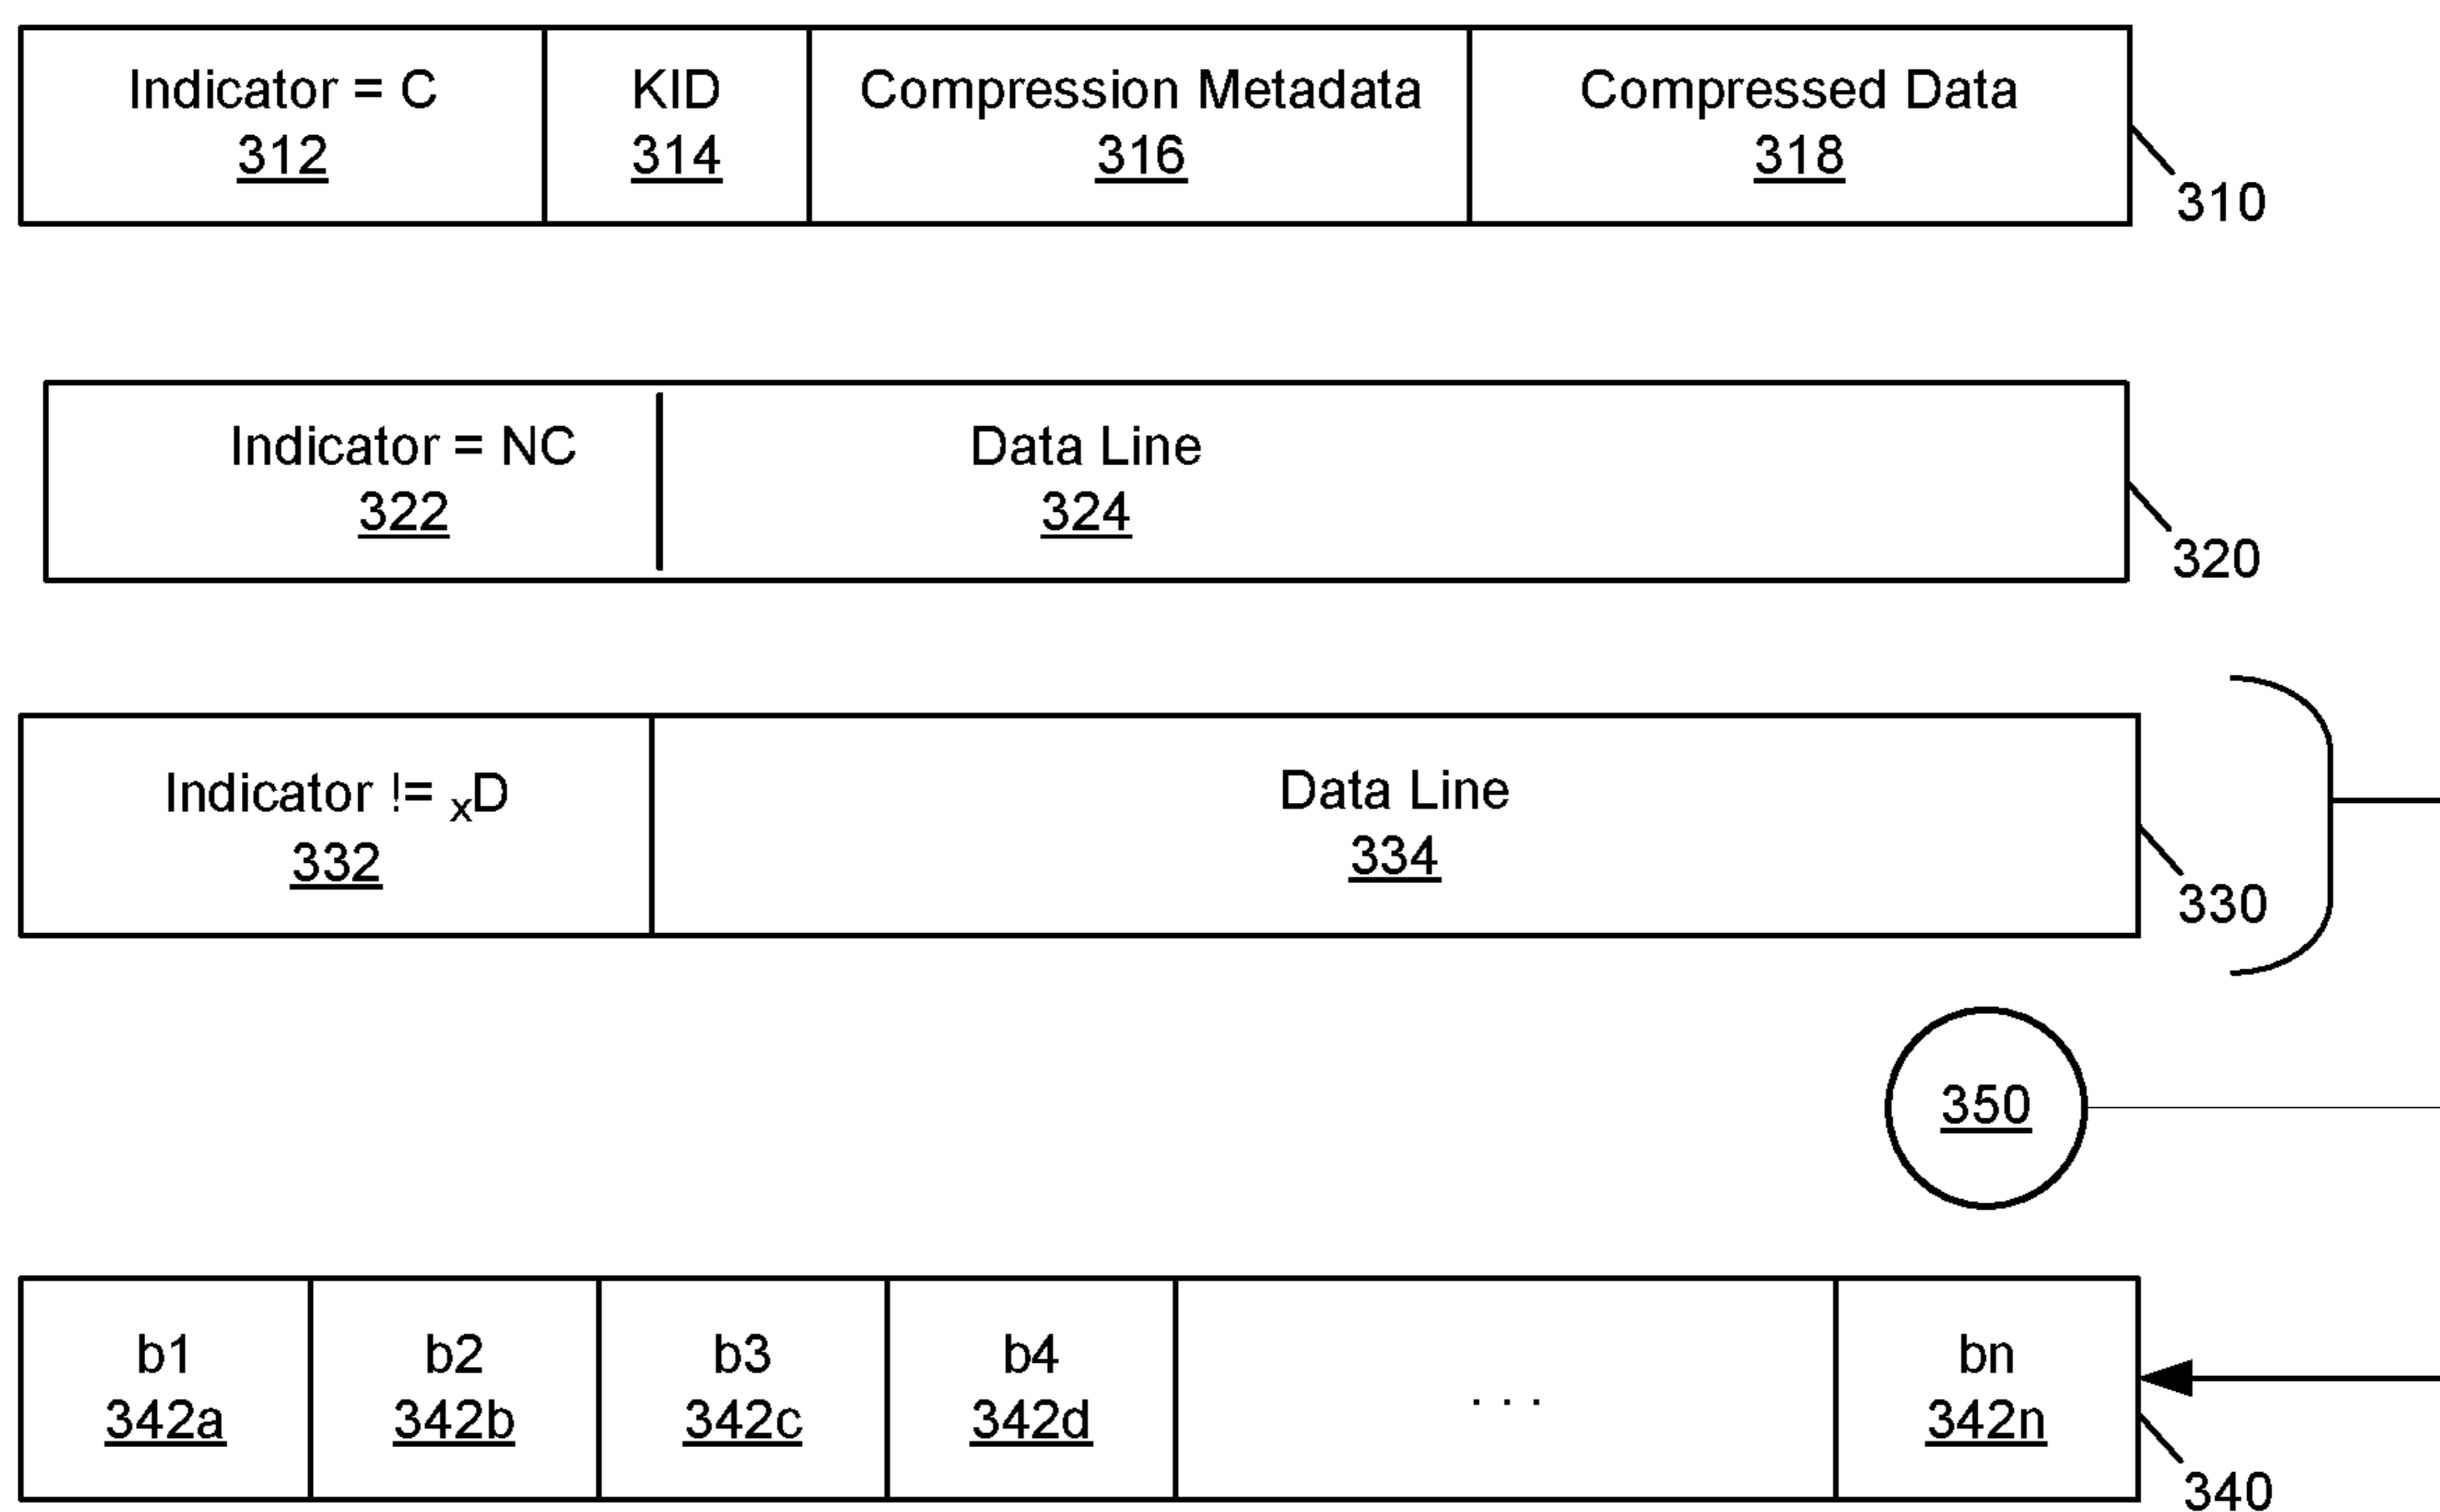 Indicator = C KID Compression Metadata Compressed Data
312 314 316 318
310
Indicator = NC Data Line
322 324
320
Indicator != xD Data Line
332 334
330
350
b1 b2 b3 b4 bn
342a 342b 342c 342d . . . 342n
340